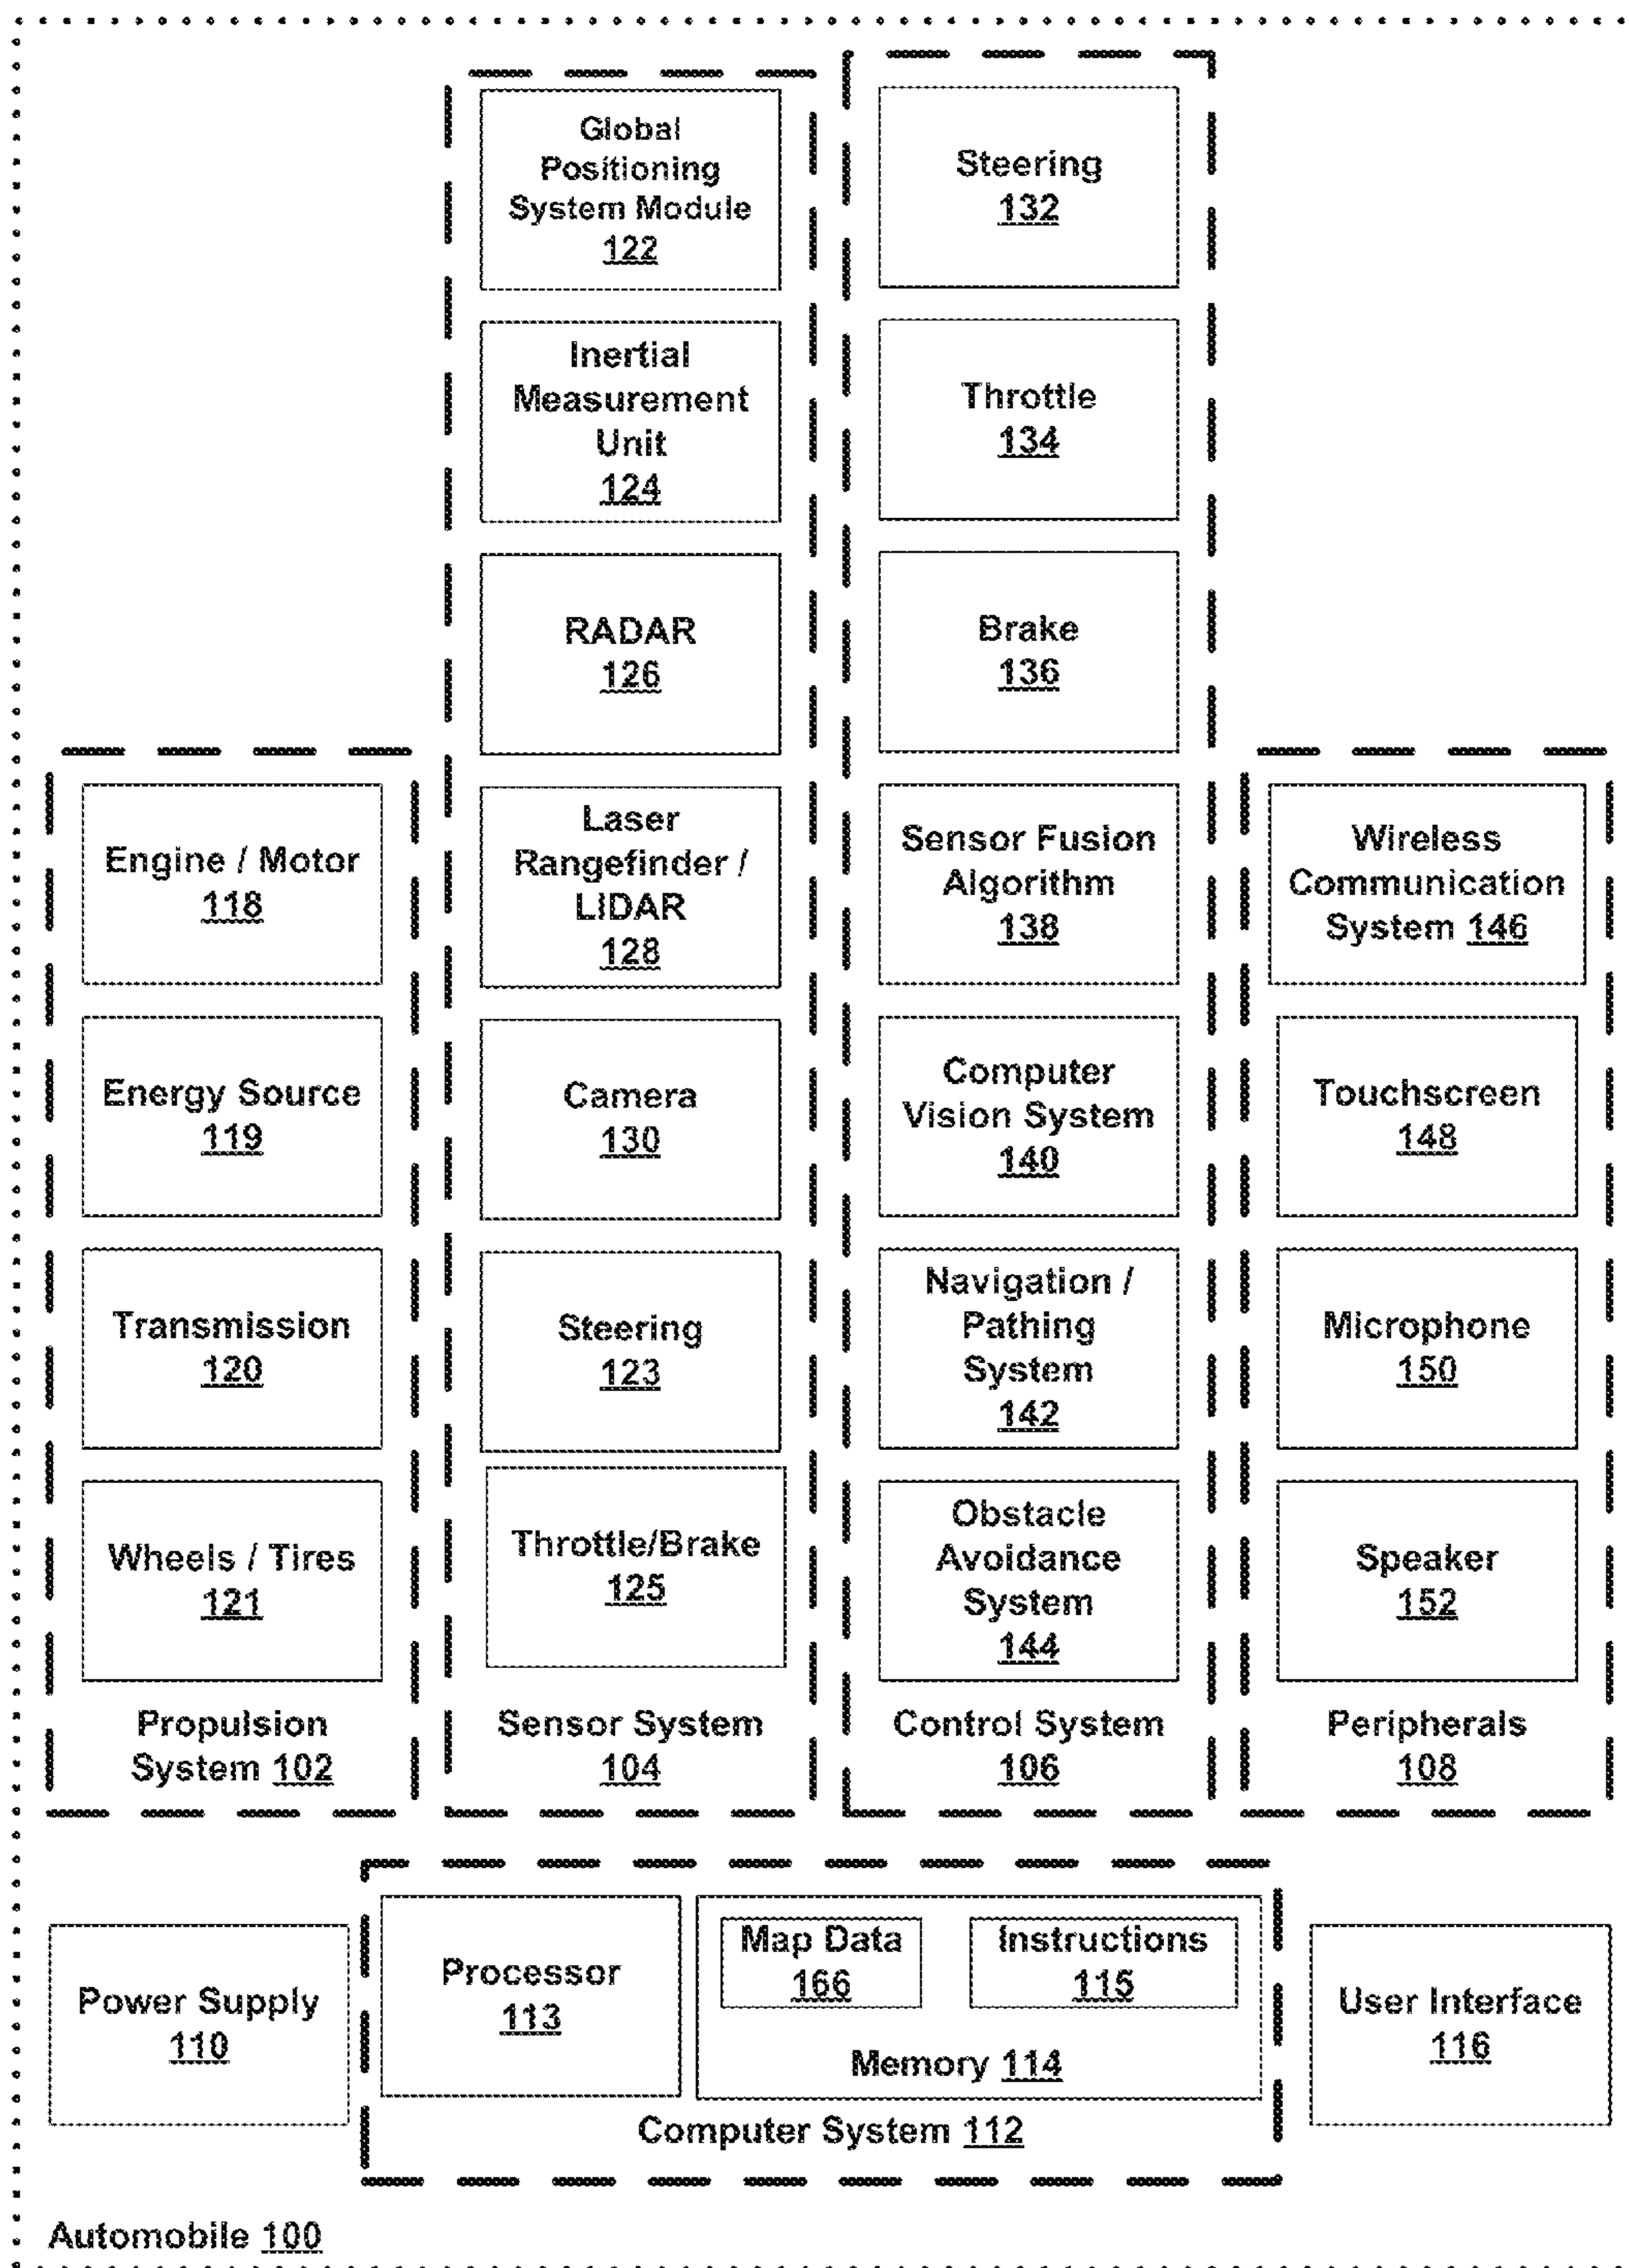 Global
Positioning
System Module
122
Inertial
Measurement
Unit
124
RADAR
126
Laser
Rangefinder /
LIDAR
128
Camera
130
Steering
123
Throttle/Brake
125
Sensor System
104
Steering
132
Throttle
134
Brake
136
Sensor Fusion
Algorithm
138
Computer
Vision System
140
Navigation /
Pathing
System
142
Obstacle
Avoidance
System
144
Control System
106
Engine / Motor
118
Energy Source
119
Transmission
120
Wheels / Tires
121
Propulsion
System 102
Wireless
Communication
System 146
Touchscreen
148
Microphone
150
Speaker
152
Peripherals
108
Power Supply
110
Processor
113
Map Data
166
Instructions
115
Memory 114
Computer System 112
User Interface
116
Automobile 100